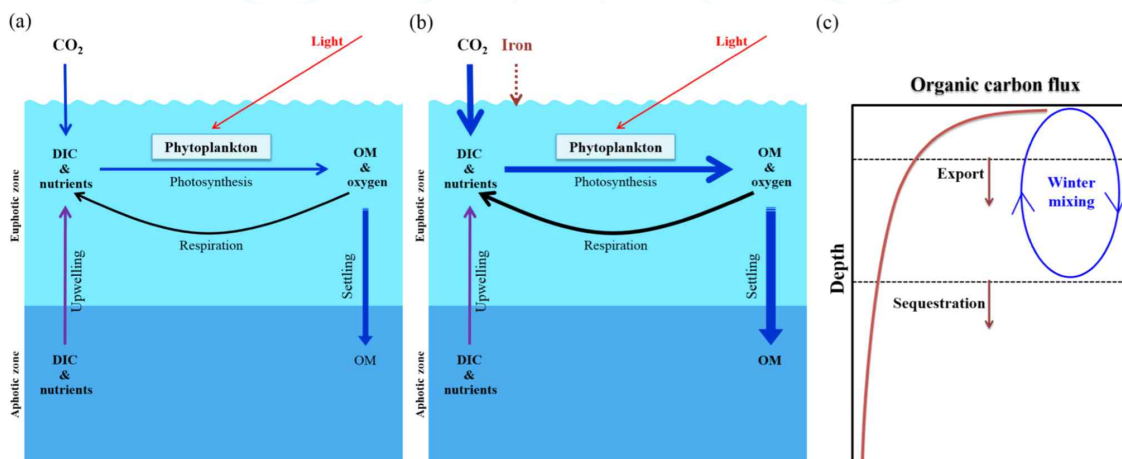 (a)
CO2
Light
Phytoplankton
DIC
&
nutrients
Photosynthesis
OM
&
oxygen
Respiration
Upwelling
Settling
Euphotic zone
DIC
&
nutrients
OM
Aphotic zone
(b)
CO2 Iron
Light
Phytoplankton
DIC
&
nutrients
Photosynthesis
OM
&
oxygen
Respiration
Upwelling
Settling
Euphotic zone
DIC
&
nutrients
OM
Aphotic zone
(c)
Organic carbon flux
Export
Winter
mixing
Depth
Sequestration